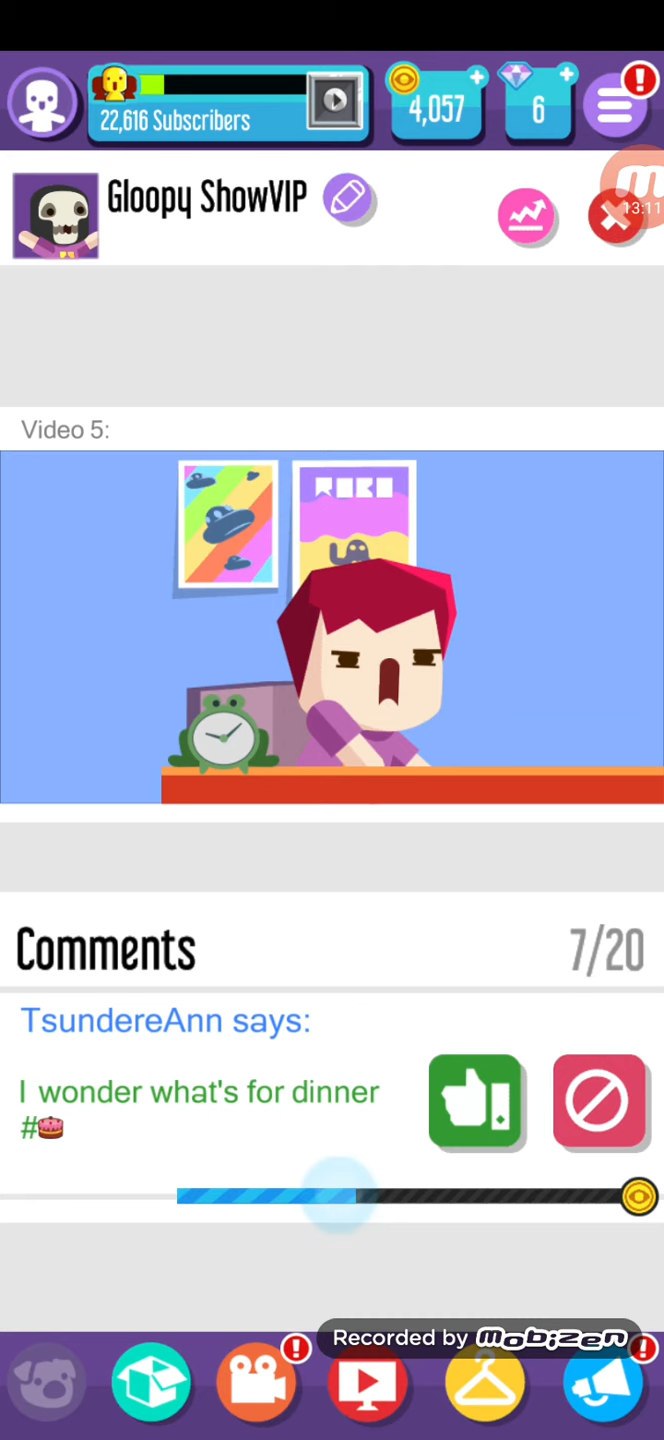 22,616 Subscribers
4,057
6
Gloopy ShowVIP
13:11
Video 5:
Comments
7/20
TsundereAnn says:
I wonder what's for dinner
#🎂
Recorded by mobizen